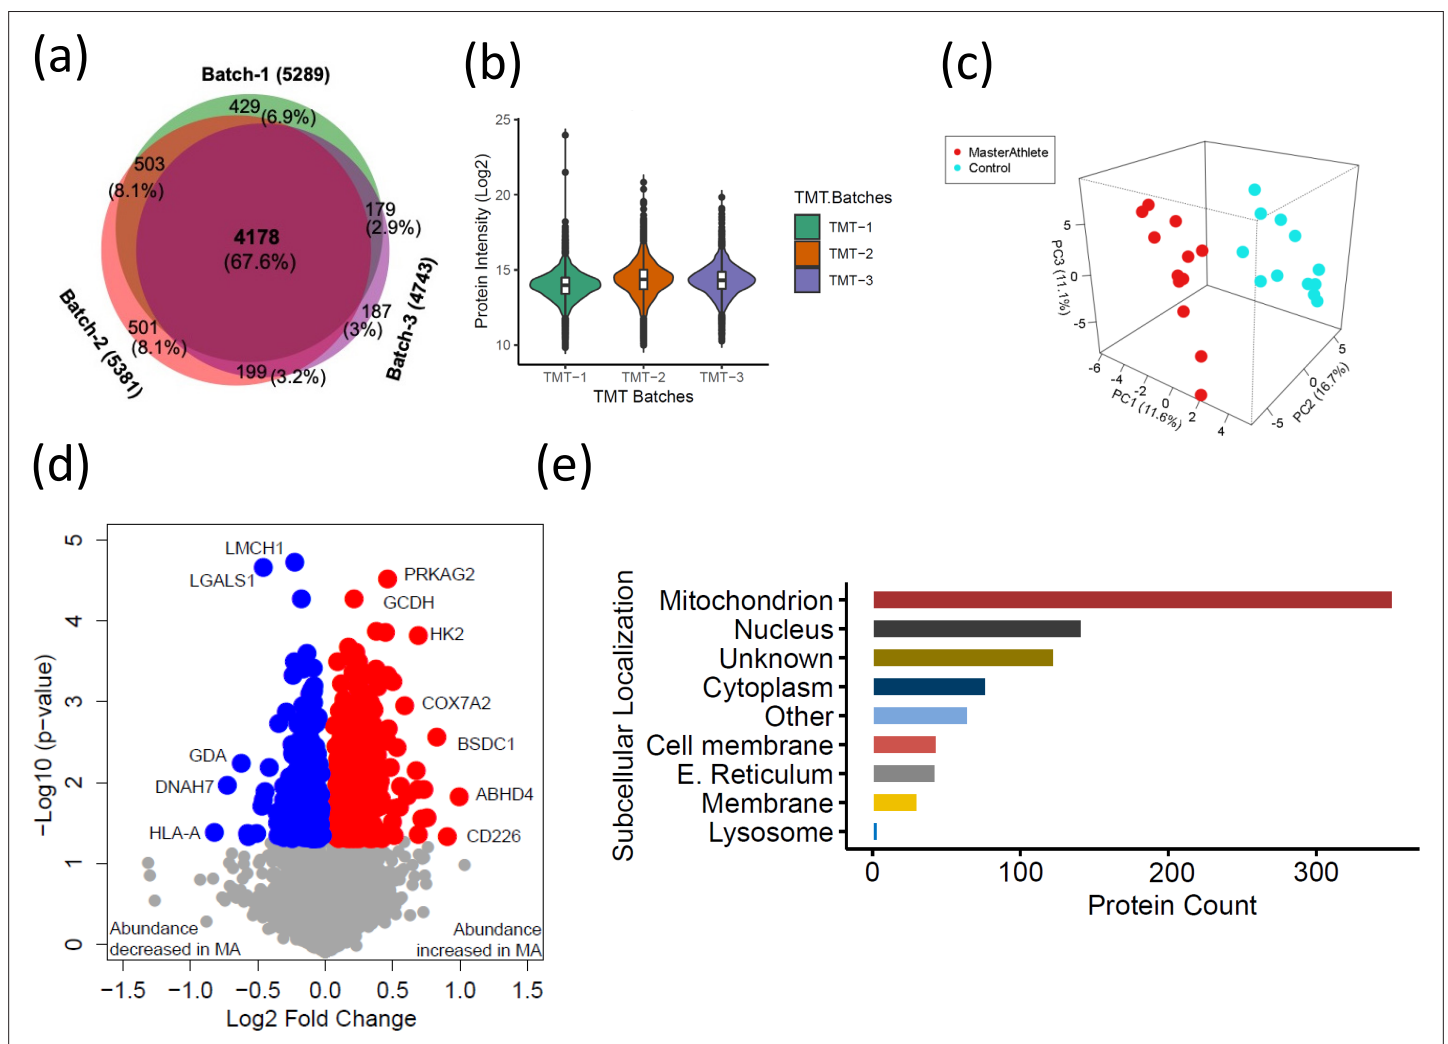 (a)
Batch-1 (5289)
429
(6.9%)
503
(8.1%)
179
(2.9%)
4178
(67.6%)
187
(3%)
501
(8.1%)
199
(3.2%)
Batch-2 (5381)
Batch-3 (4743)
(b)
Protein Intensity (Log2)
25
20
15
10
TMT−1
TMT−2
TMT−3
TMT Batches
TMT.Batches
TMT−1
TMT−2
TMT−3
(c)
MasterAthlete
Control
PC3 (11.1%)
5
0
-5
-6
-4
-2
0
2
4
PC1 (11.6%)
-5
0
5
PC2 (16.7%)
(d)
−Log10 (p−value)
5
4
3
2
1
0
LMCH1
LGALS1
PRKAG2
GCDH
HK2
COX7A2
BSDC1
GDA
DNAH7
ABHD4
HLA-A
CD226
Abundance
decreased in MA
Abundance
increased in MA
−1.5
−1.0
−0.5
0.0
0.5
1.0
1.5
Log2 Fold Change
(e)
Subcellular Localization
Mitochondrion
Nucleus
Unknown
Cytoplasm
Other
Cell membrane
E. Reticulum
Membrane
Lysosome
0
100
200
300
Protein Count